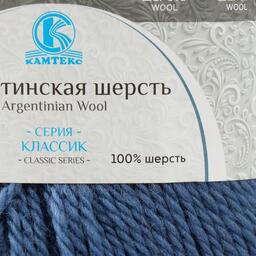 WOOL
WOOL
КАМТЕКС
тинская шерсть
Argentinian Wool
- СЕРИЯ -
КЛАССИК
- CLASSIC SERIES -
100% шерсть